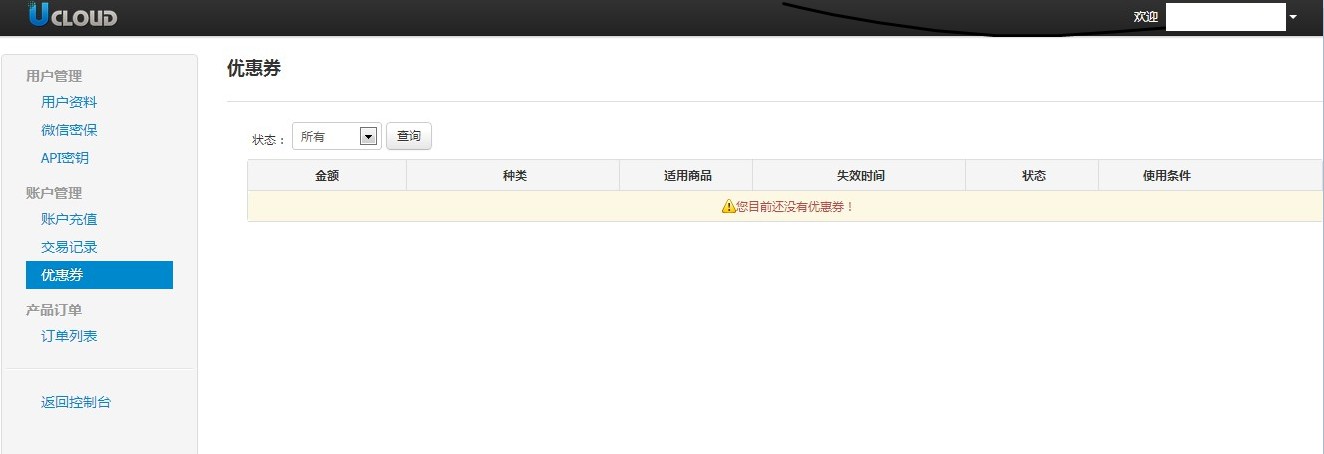 UCLOUD
欢迎
用户管理
用户资料
微信密保
API密钥
账户管理
账户充值
交易记录
优惠券
产品订单
订单列表
返回控制台
优惠券
状态： 所有 查询
金额 种类 适用商品 失效时间 状态 使用条件
您目前还没有优惠券！